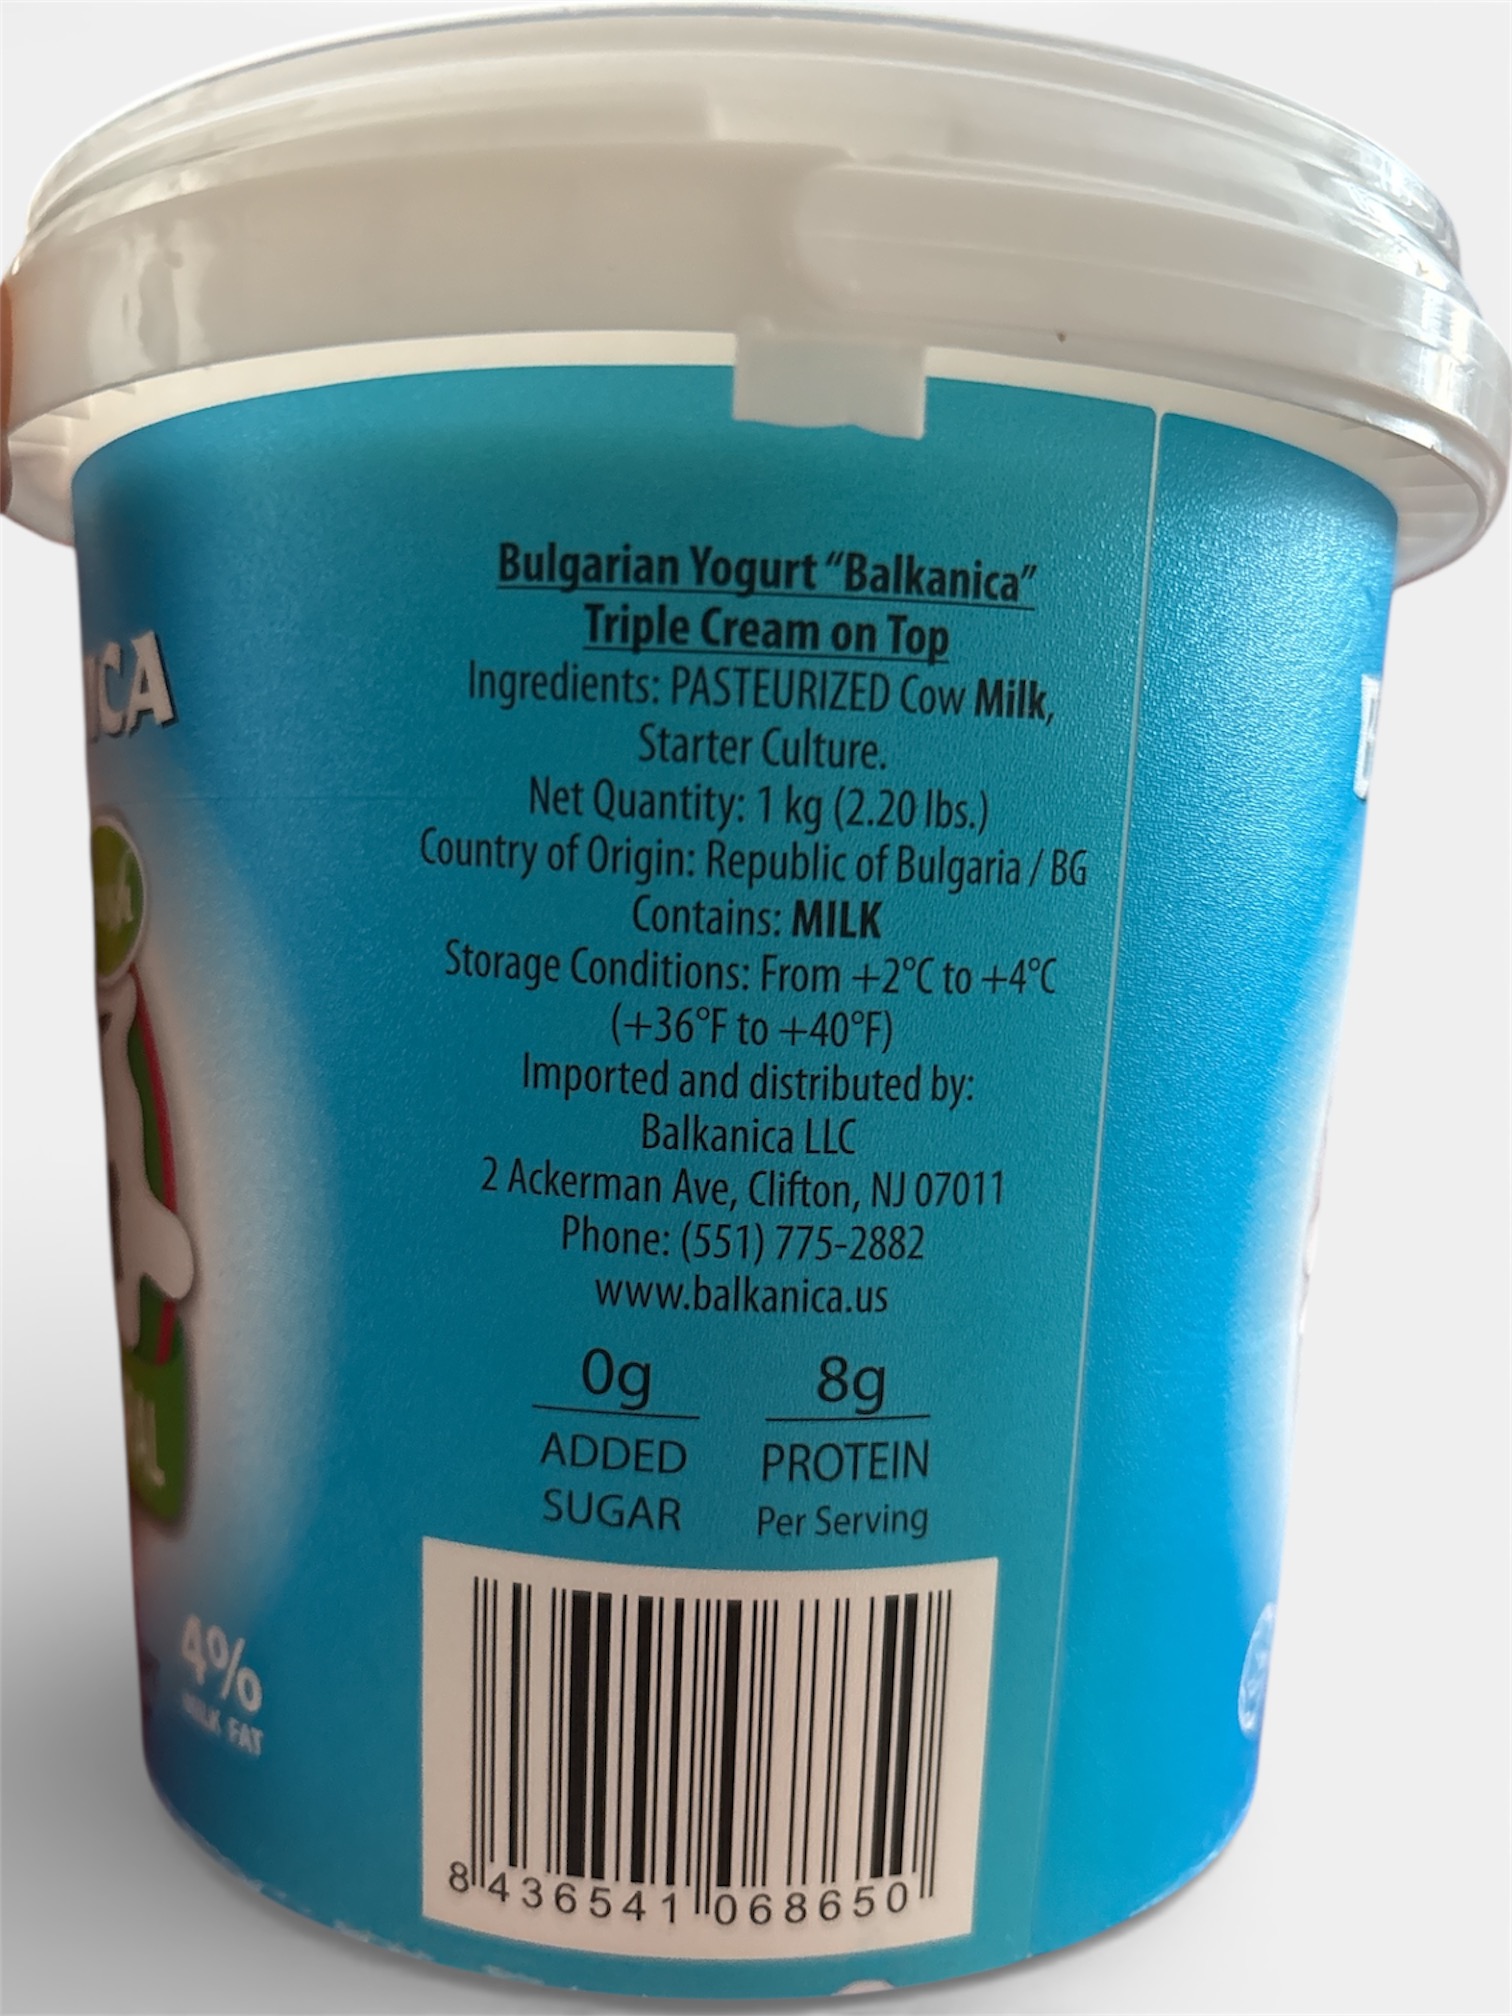 Bulgarian Yogurt “Balkanica”
Triple Cream on Top
Ingredients: PASTEURIZED Cow Milk,
Starter Culture.
Net Quantity: 1 kg (2.20 lbs.)
Country of Origin: Republic of Bulgaria / BG
Contains: MILK
Storage Conditions: From +2°C to +4°C
(+36°F to +40°F)
Imported and distributed by:
Balkanica LLC
2 Ackerman Ave, Clifton, NJ 07011
Phone: (551) 775-2882
www.balkanica.us
0g 8g
ADDED PROTEIN
SUGAR Per Serving
8 436541 068650
4%
MILK FAT